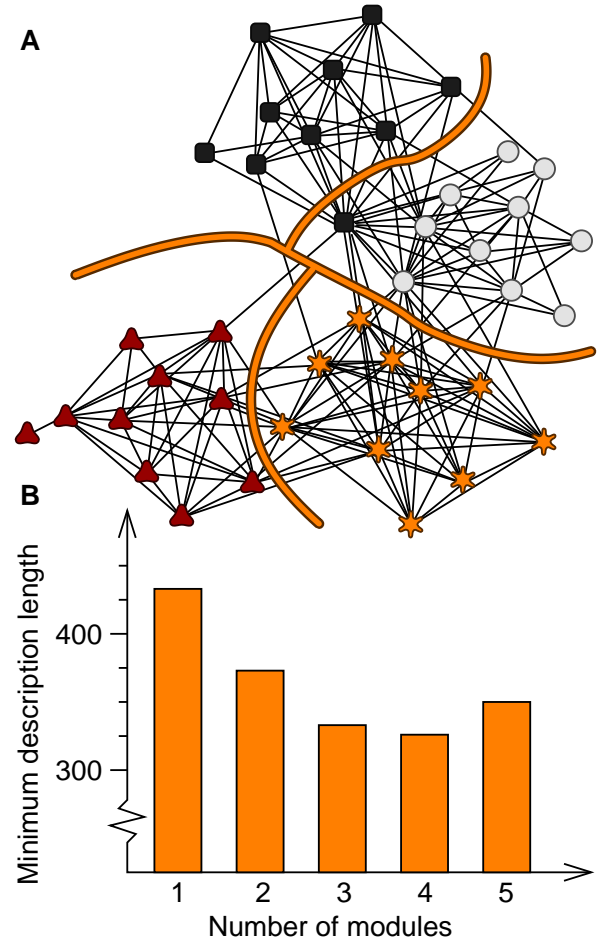 A
B
Minimum description length
400
300
1 2 3 4 5
Number of modules